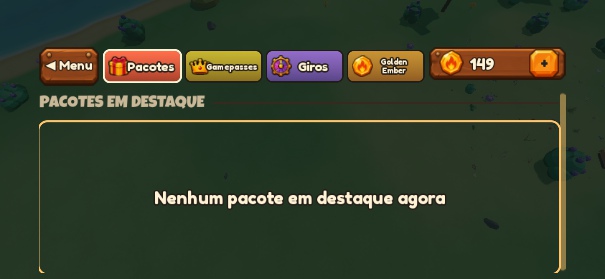 ◄ Menu
Pacotes
Gamepasses
Giros
Golden
Ember
149
+
PACOTES EM DESTAQUE
Nenhum pacote em destaque agora